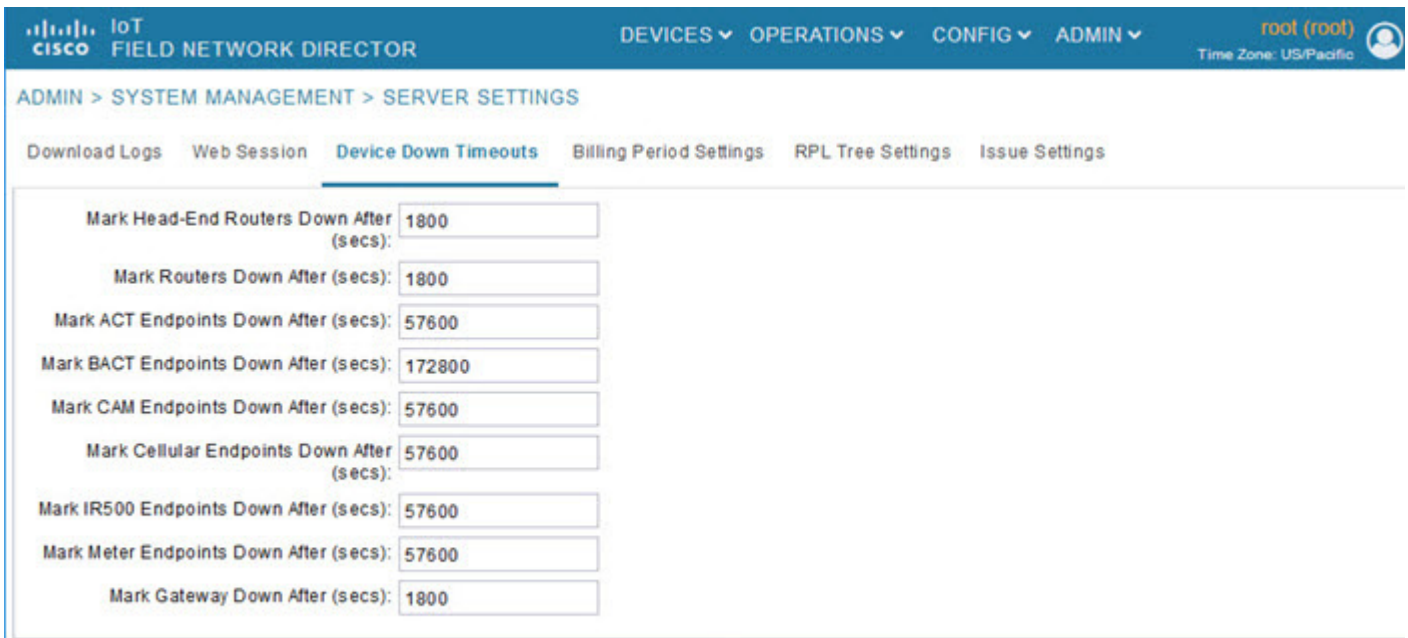 IoT
CISCO FIELD NETWORK DIRECTOR
DEVICES OPERATIONS CONFIG ADMIN
root (root)
Time Zone: US/Pacific
ADMIN > SYSTEM MANAGEMENT > SERVER SETTINGS
Download Logs Web Session Device Down Timeouts Billing Period Settings RPL Tree Settings Issue Settings
Mark Head-End Routers Down After 1800
(secs):
Mark Routers Down After (secs): 1800
Mark ACT Endpoints Down After (secs): 57600
Mark BACT Endpoints Down After (secs): 172800
Mark CAM Endpoints Down After (secs): 57600
Mark Cellular Endpoints Down After 57600
(secs):
Mark IR500 Endpoints Down After (secs): 57600
Mark Meter Endpoints Down After (secs): 57600
Mark Gateway Down After (secs): 1800